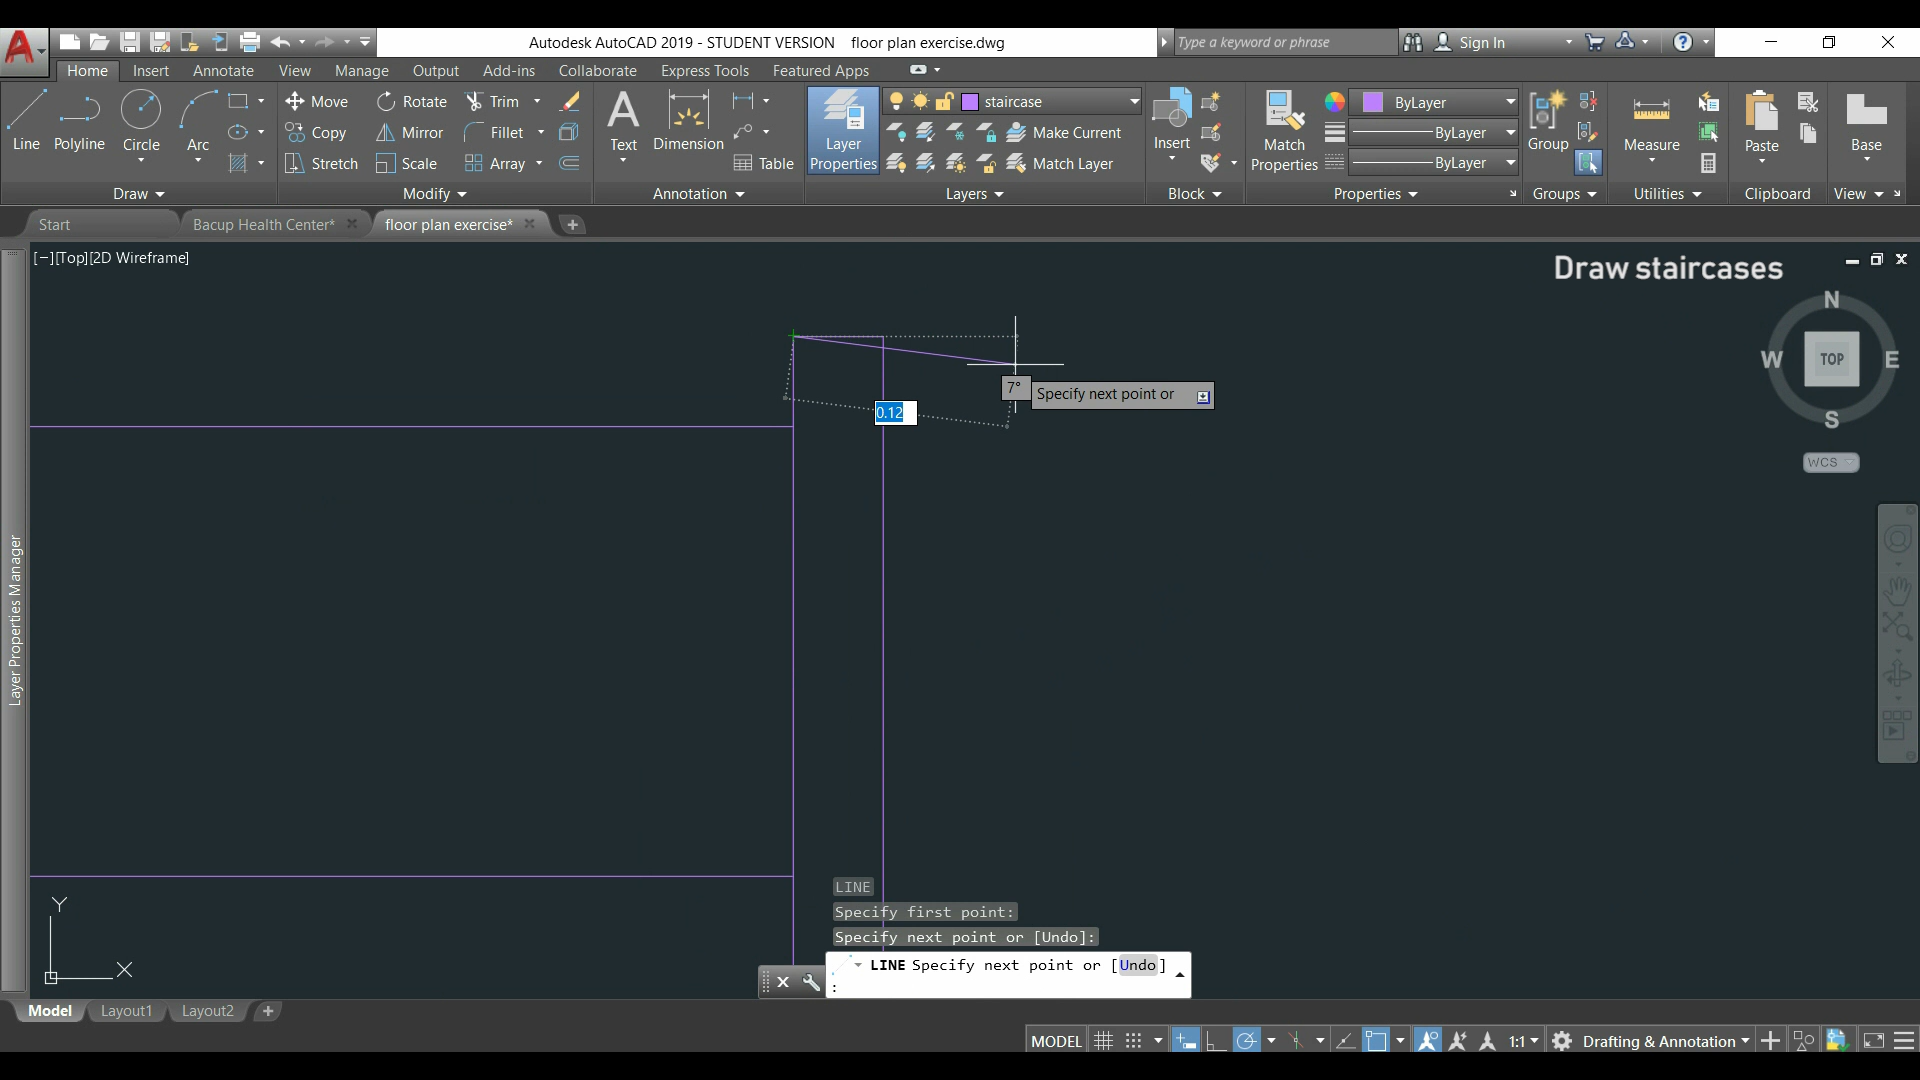 Autodesk AutoCAD 2019 - STUDENT VERSION floor plan exercise.dwg
Type a keyword or phrase
Sign In
Home Insert Annotate View Manage Output Add-ins Collaborate Express Tools Featured Apps
Line Polyline Circle Arc
Move Rotate Trim
Copy Mirror Fillet
Stretch Scale Array
Text Dimension Table
Layer Properties
staircase
Make Current
Match Layer
Insert
Match Properties
ByLayer
ByLayer
ByLayer
Group
Measure
Paste
Base
Draw Modify Annotation Layers Block Properties Groups Utilities Clipboard View
Start Bacup Health Center* floor plan exercise*
[−][Top][2D Wireframe]
Draw staircases
N
W TOP E
S
WCS
7° Specify next point or
0.12
Layer Properties Manager
LINE
Specify first point:
Specify next point or [Undo]:
LINE Specify next point or [Undo]
:
Y
X
Model Layout1 Layout2
MODEL 1:1 Drafting & Annotation